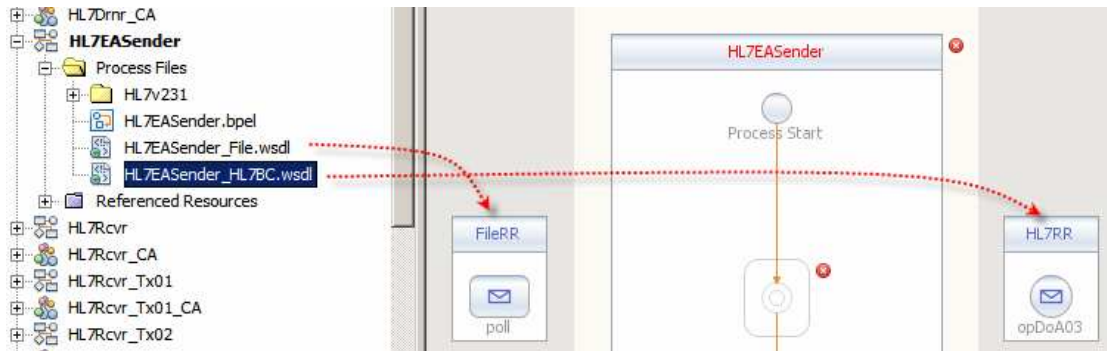 HL7Drnr_CA
HL7EASender
Process Files
HL7v231
HL7EASender.bpel
HL7EASender_File.wsdl
HL7EASender_HL7BC.wsdl
Referenced Resources
HL7Rcvr
HL7Rcvr_CA
HL7Rcvr_Tx01
HL7Rcvr_Tx01_CA
HL7Rcvr_Tx02
HL7EASender
Process Start
FileRR
poll
HL7RR
opDoA03